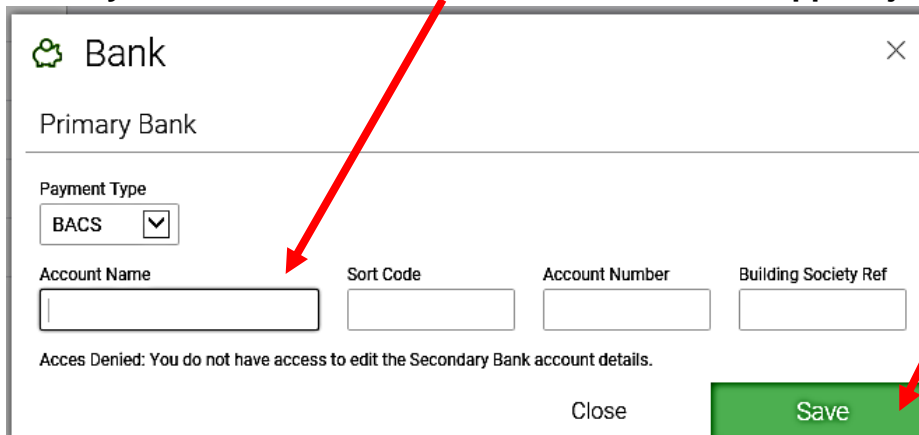 Bank
Primary Bank
Payment Type
BACS
Account Name Sort Code Account Number Building Society Ref
Acces Denied: You do not have access to edit the Secondary Bank account details.
Close Save